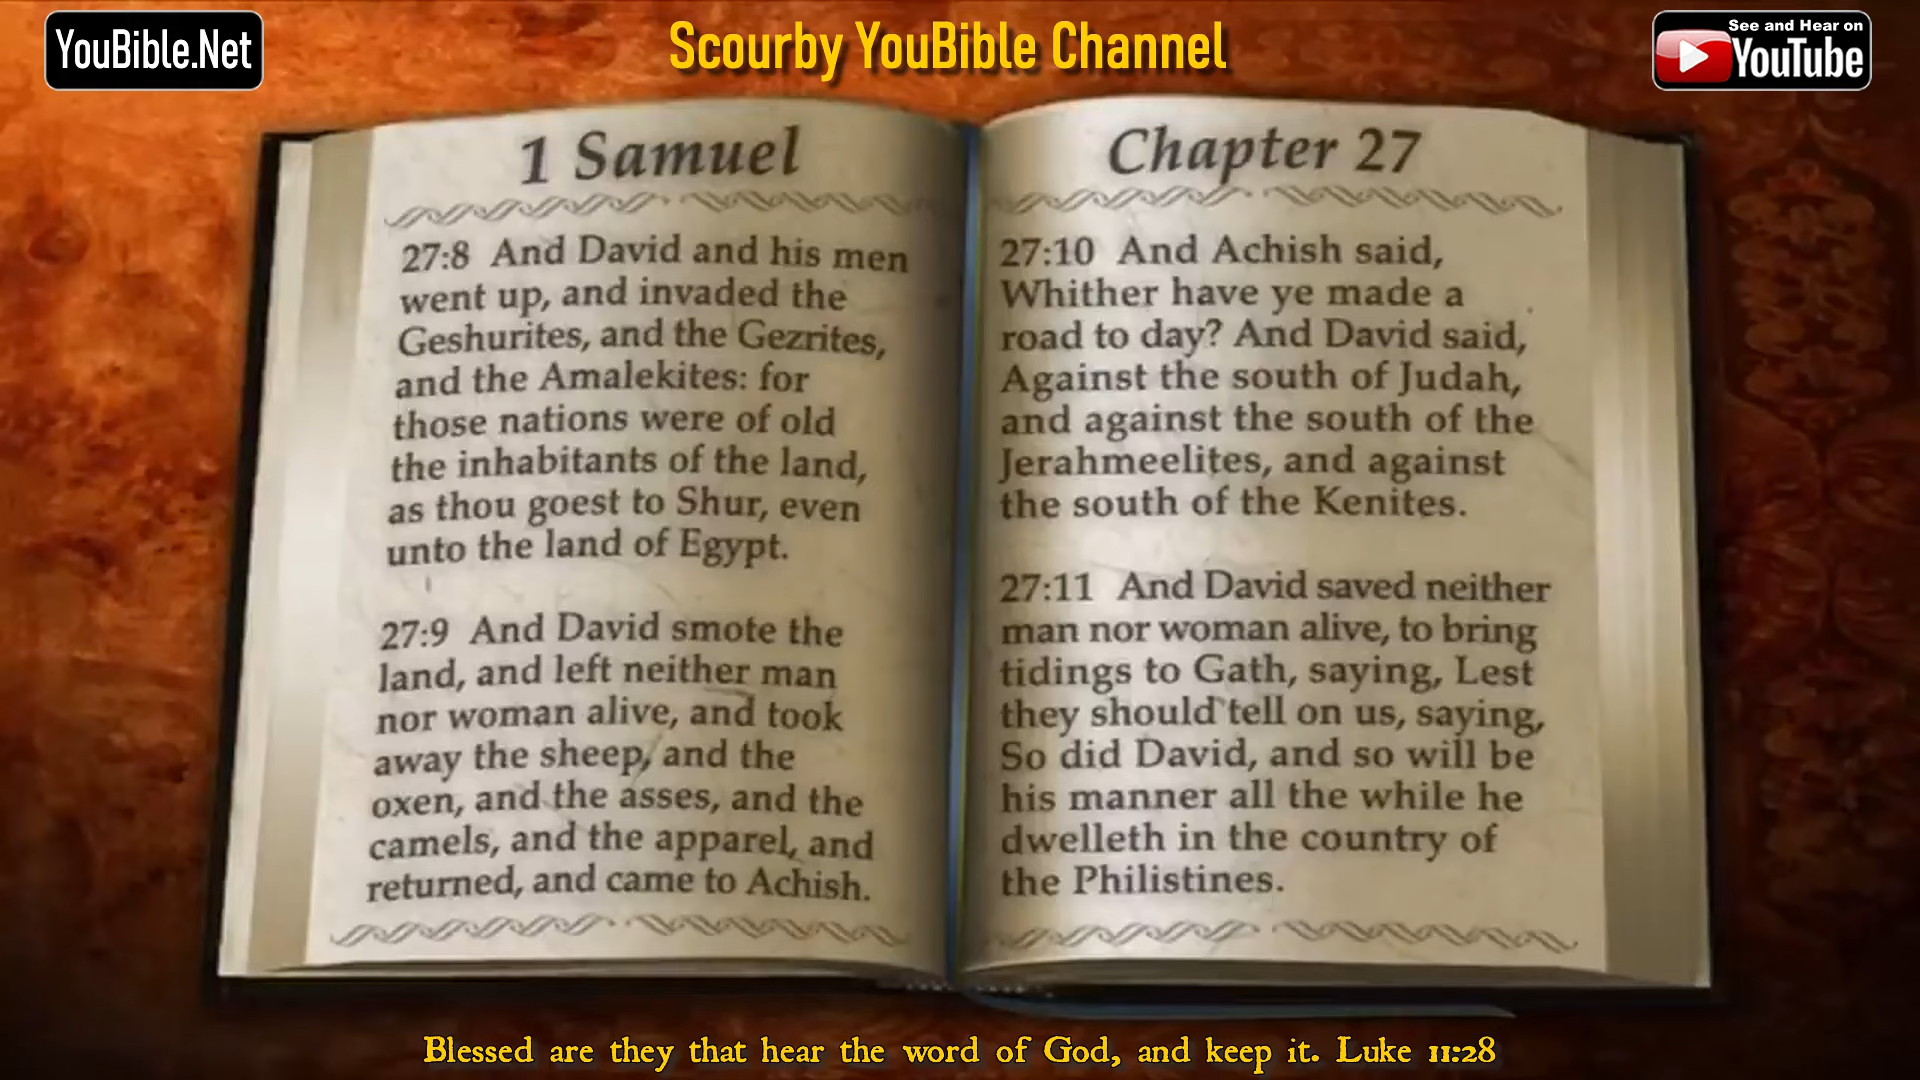 YouBible.Net
Scourby YouBible Channel
See and Hear on
YouTube
1 Samuel
27:8 And David and his men
went up, and invaded the
Geshurites, and the Gezrites,
and the Amalekites: for
those nations were of old
the inhabitants of the land,
as thou goest to Shur, even
unto the land of Egypt.
27:9 And David smote the
land, and left neither man
nor woman alive, and took
away the sheep, and the
oxen, and the asses, and the
camels, and the apparel, and
returned, and came to Achish.
Chapter 27
27:10 And Achish said,
Whither have ye made a
road to day? And David said,
Against the south of Judah,
and against the south of the
Jerahmeelites, and against
the south of the Kenites.
27:11 And David saved neither
man nor woman alive, to bring
tidings to Gath, saying, Lest
they should tell on us, saying,
So did David, and so will be
his manner all the while he
dwelleth in the country of
the Philistines.
Blessed are they that hear the word of God, and keep it. Luke 11:28